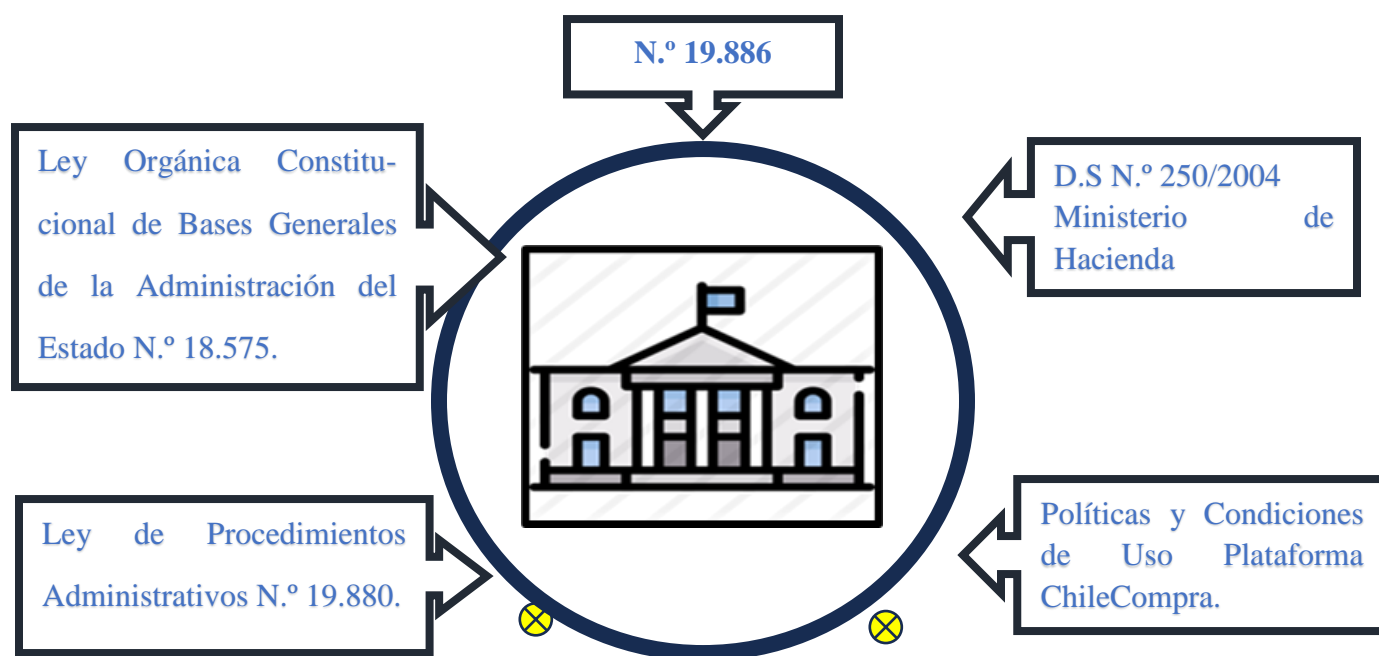 N.º 19.886
Ley Orgánica Constitu-
cional de Bases Generales
de la Administración del
Estado N.º 18.575.
D.S N.º 250/2004
Ministerio de
Hacienda
Ley de Procedimientos
Administrativos N.º 19.880.
Políticas y Condiciones
de Uso Plataforma
ChileCompra.